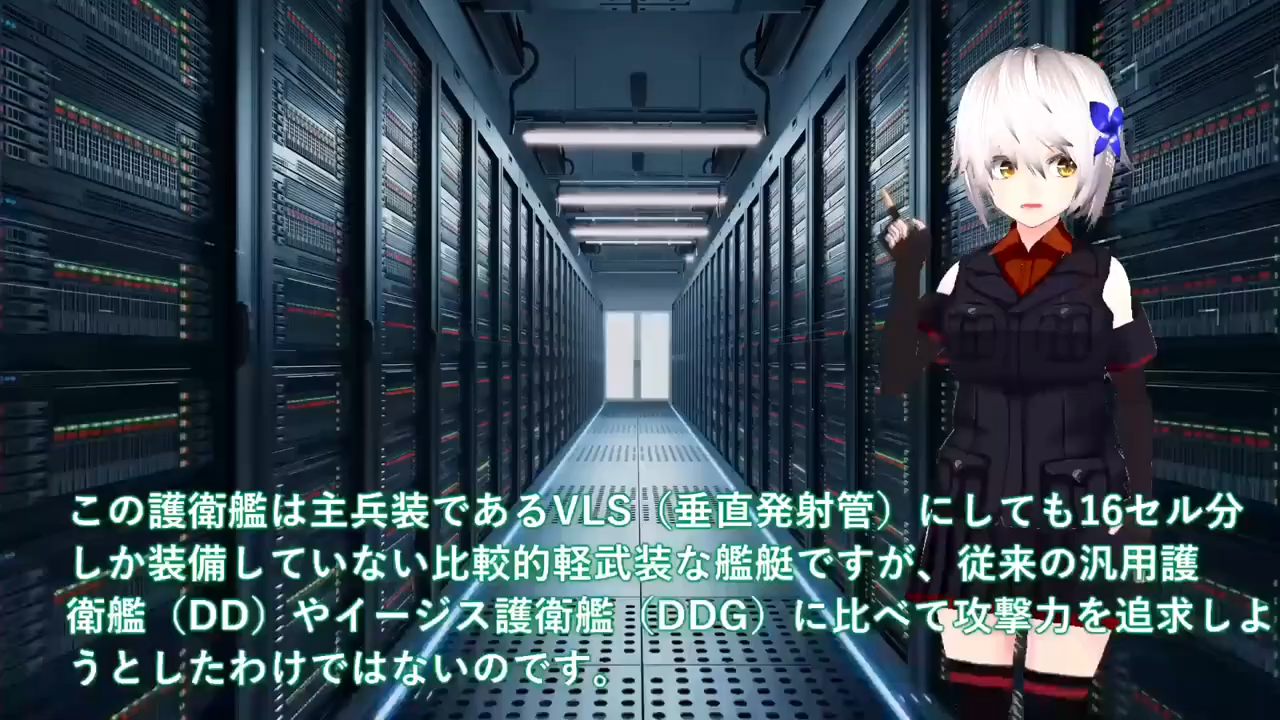 この護衛艦は主兵装であるVLS（垂直発射管）にしても16セル分
しか装備していない比較的軽武装な艦艇ですが、従来の汎用護
衛艦（DD）やイージス護衛艦（DDG）に比べて攻撃力を追求しよ
うとしたわけではないのです。